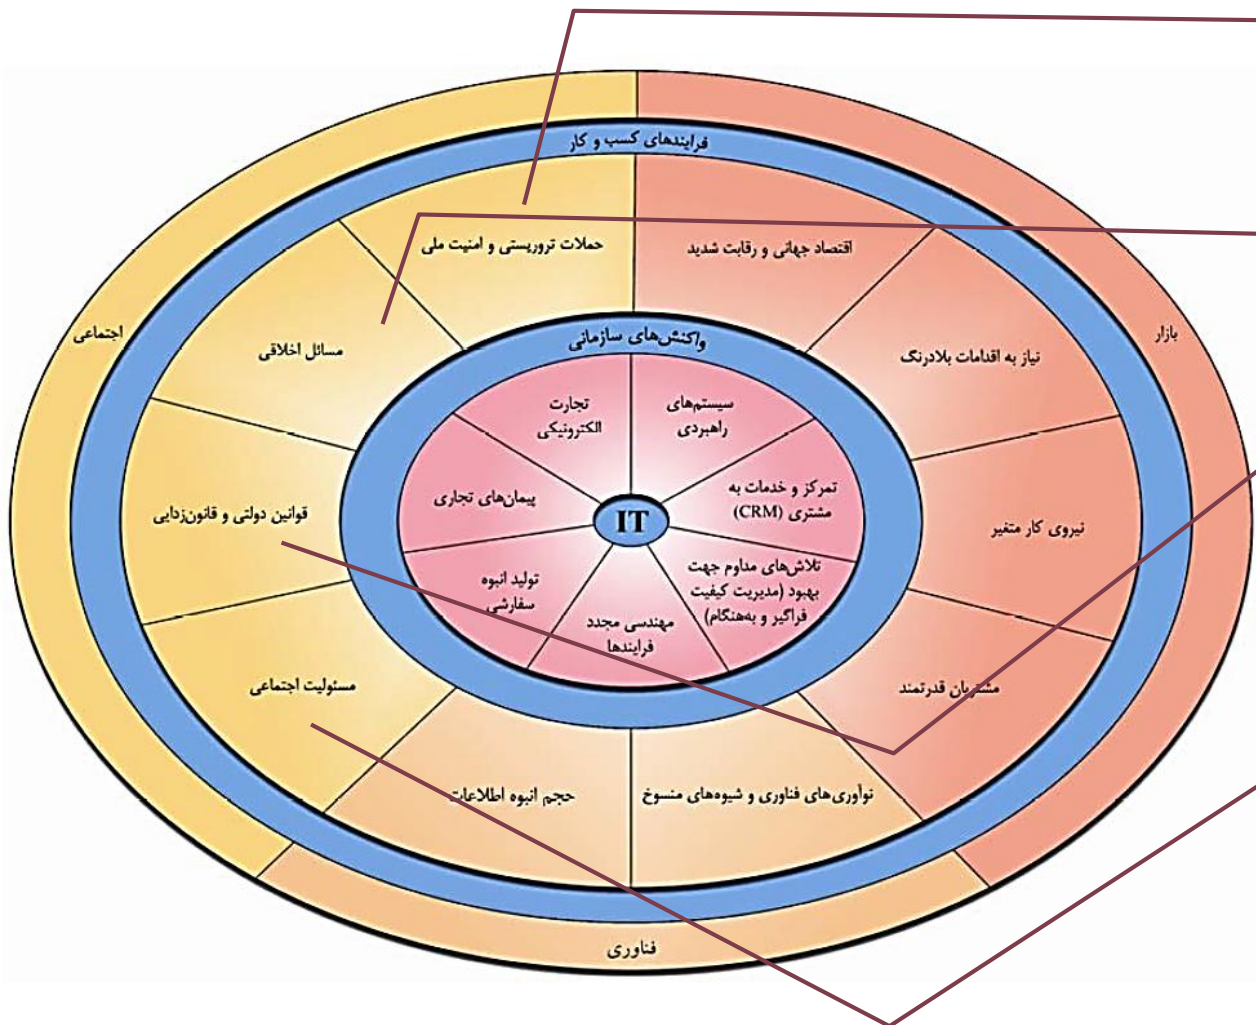 فرایندهای کسب و کار
حملات تروریستی و امنیت ملی
اقتصاد جهانی و رقابت شدید
اجتماعی
بازار
مسائل اخلاقی
واکنش‌های سازمانی
نیاز به اقدامات بلادرنگ
تجارت
الکترونیکی
سیستم‌های
راهبردی
قوانین دولتی و قانون‌زدایی
پیمان‌های تجاری
IT
تمرکز و خدمات به
مشتری (CRM)
نیروی کار متغیر
تولید انبوه
سفارشی
مهندسی مجدد
فرایندها
تلاش‌های مداوم جهت
بهبود (مدیریت کیفیت
فراگیر و به‌هنگام)
مسئولیت اجتماعی
مشتریان قدرتمند
حجم انبوه اطلاعات
نوآوری‌های فناوری و شیوه‌های منسوخ
فناوری